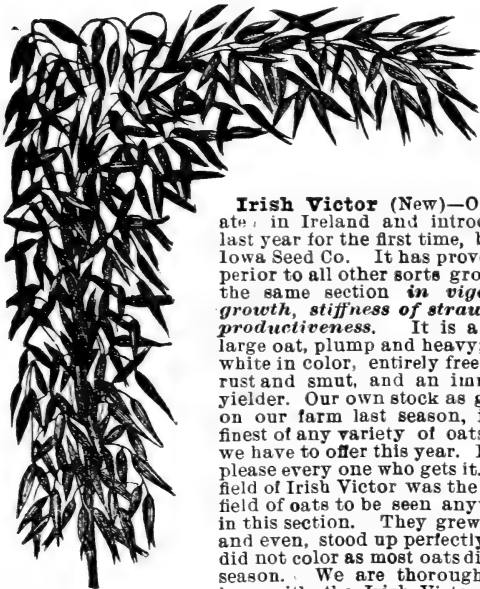 Irish Victor (New)—O
ate in Ireland and introd
last year for the first time, b
Iowa Seed Co. It has prov
perior to all other sorts gro
the same section in vig
growth, stiffness of straw
productiveness. It is a
large oat, plump and heavy;
white in color, entirely free
rust and smut, and an im
yielder. Our own stock as g
on our farm last season, i
finest of any variety of oats
we have to offer this year. I
please every one who gets it.
field of Irish Victor was the
field of oats to be seen any
in this section. They grew
and even, stood up perfectly
did not color as most oats di
season. We are thorough